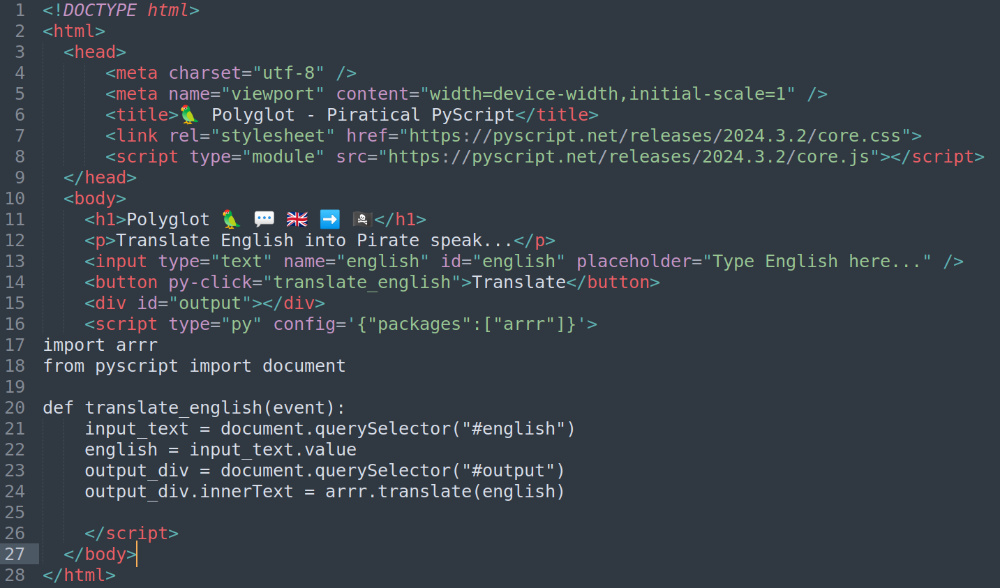 1 <!DOCTYPE html>
2 <html>
3   <head>
4       <meta charset="utf-8" />
5       <meta name="viewport" content="width=device-width,initial-scale=1" />
6       <title>🦜 Polyglot - Piratical PyScript</title>
7       <link rel="stylesheet" href="https://pyscript.net/releases/2024.3.2/core.css">
8       <script type="module" src="https://pyscript.net/releases/2024.3.2/core.js"></script>
9   </head>
10   <body>
11     <h1>Polyglot 🦜 💬 🇬🇧 ➡️ 🏴‍☠️</h1>
12     <p>Translate English into Pirate speak...</p>
13     <input type="text" name="english" id="english" placeholder="Type English here..." />
14     <button py-click="translate_english">Translate</button>
15     <div id="output"></div>
16     <script type="py" config='{"packages":["arrr"]}'>
17 import arrr
18 from pyscript import document
19
20 def translate_english(event):
21     input_text = document.querySelector("#english")
22     english = input_text.value
23     output_div = document.querySelector("#output")
24     output_div.innerText = arrr.translate(english)
25
26     </script>
27   </body>
28 </html>